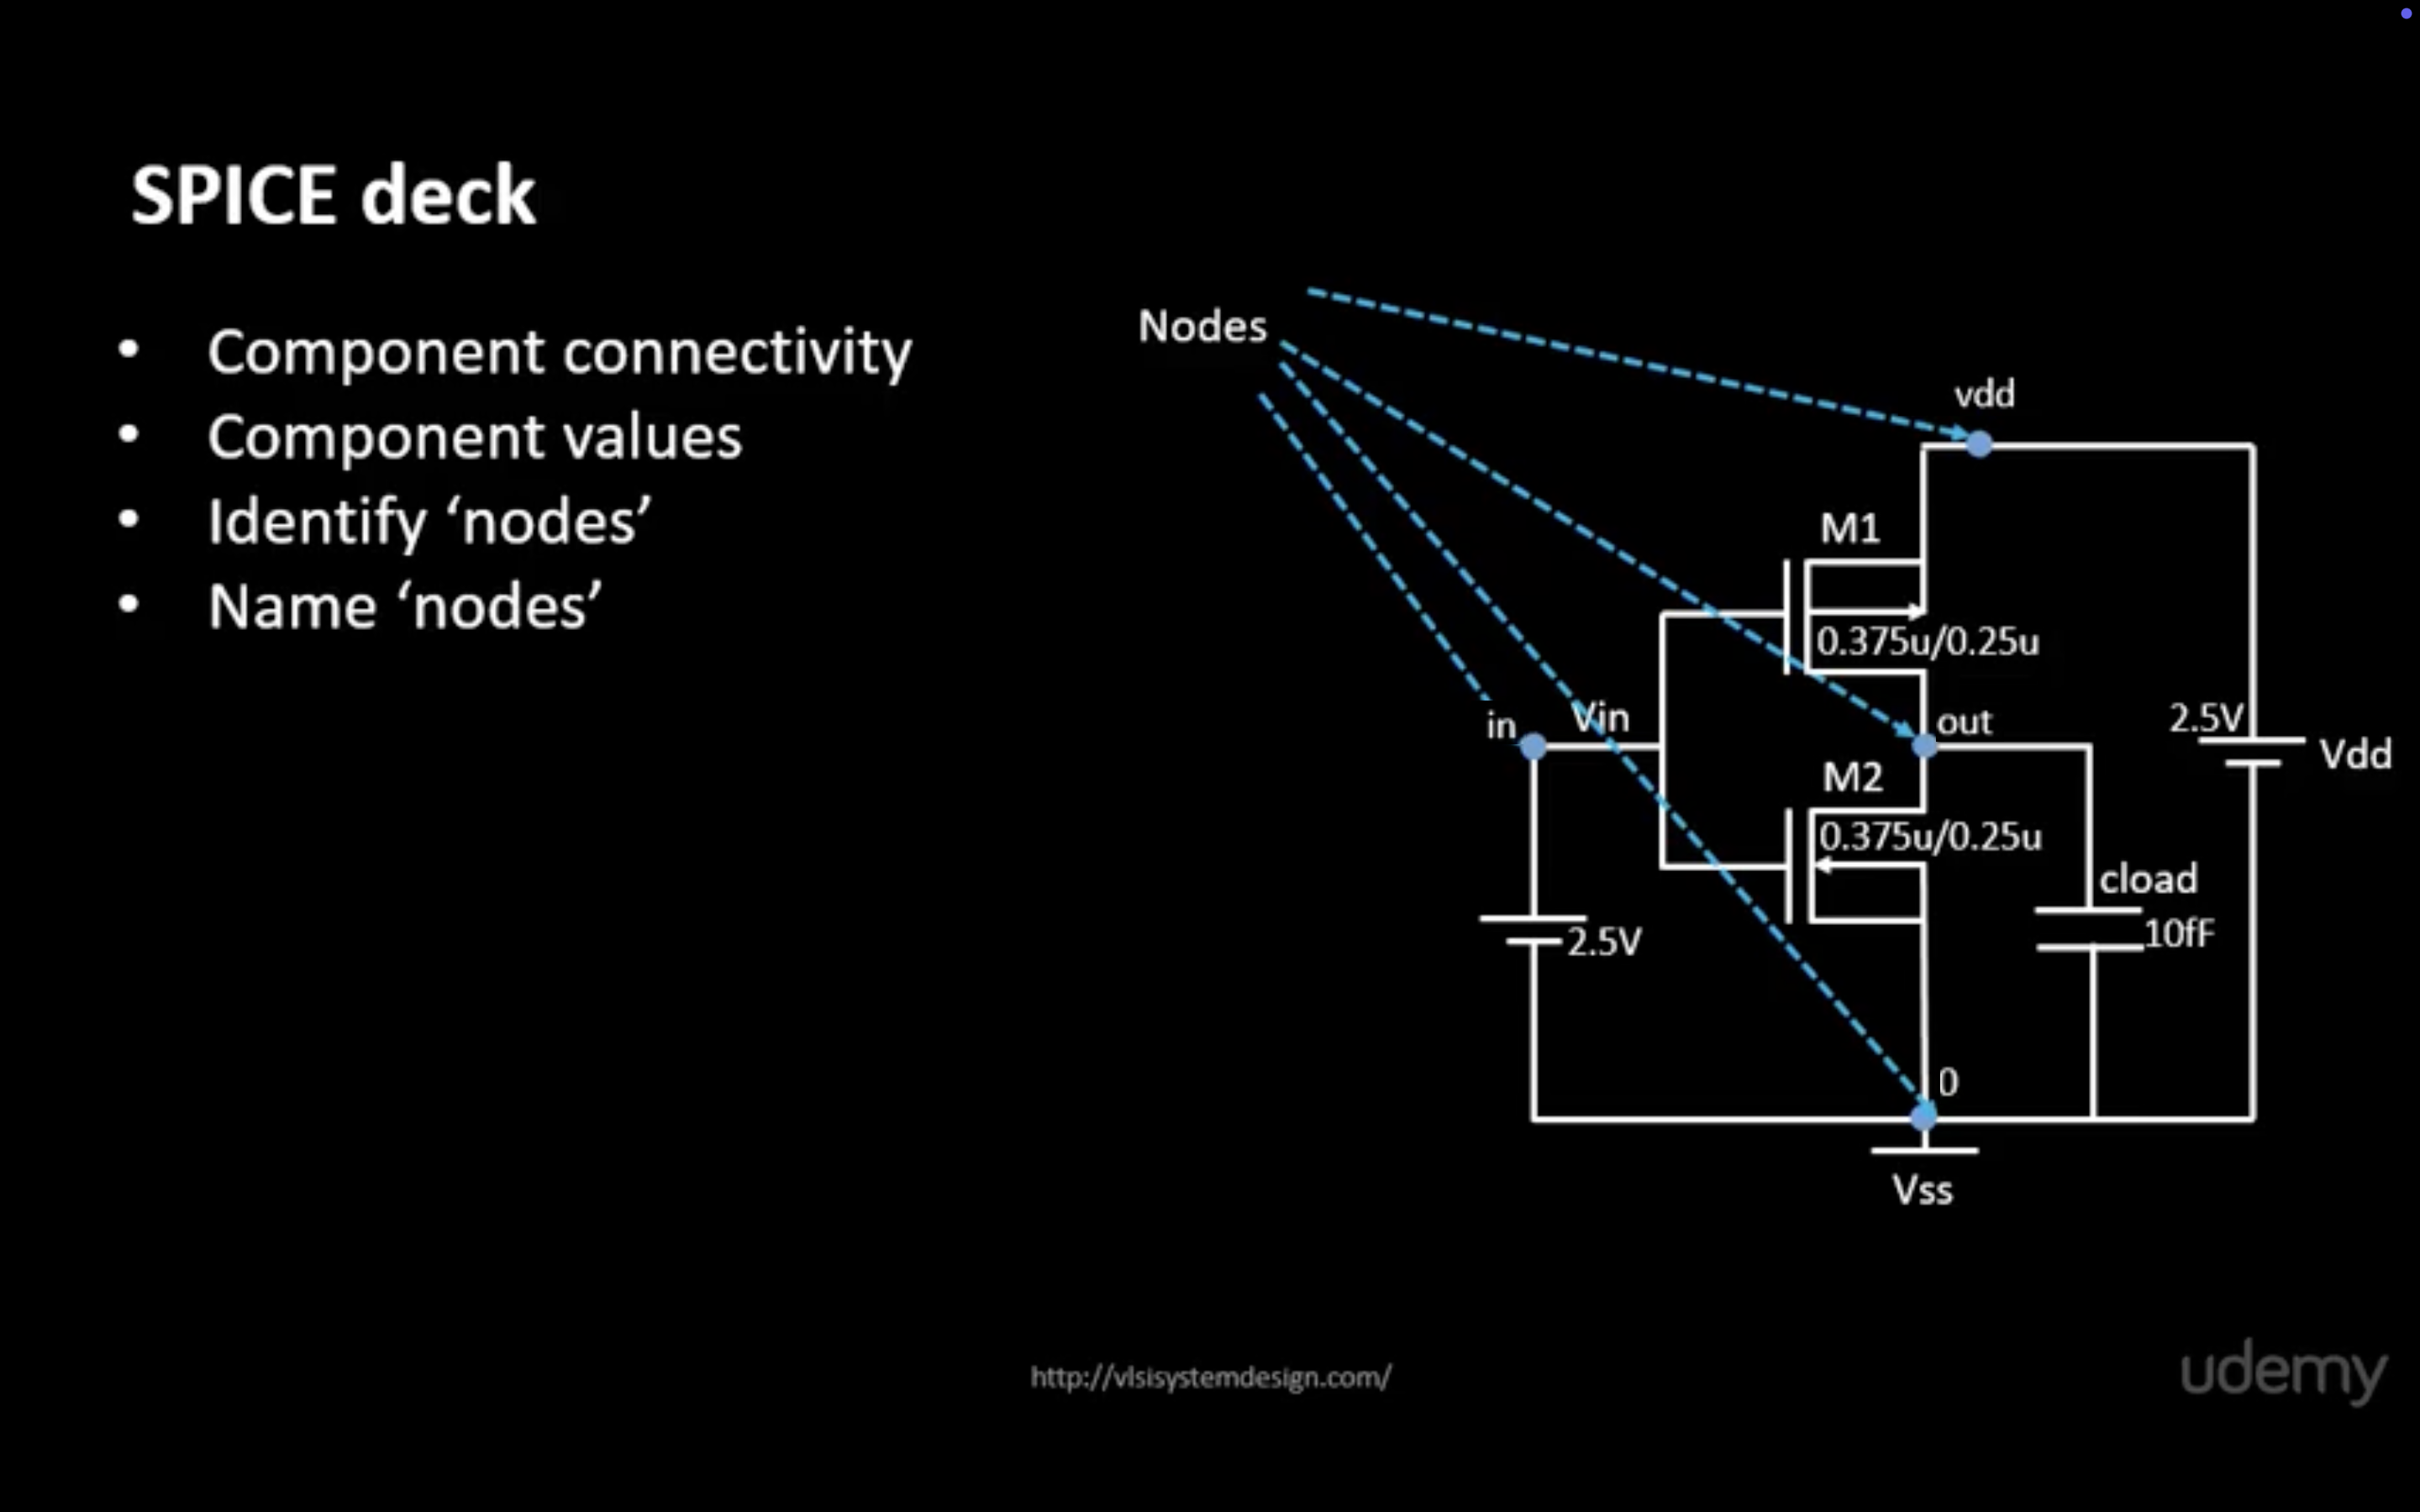 SPICE deck
• Component connectivity
• Component values
• Identify ‘nodes’
• Name ‘nodes’
Nodes
vdd
M1
0.375u/0.25u
in
Vin
out
2.5V
Vdd
M2
0.375u/0.25u
cload
10fF
2.5V
0
Vss
http://vlsisystemdesign.com/
udemy